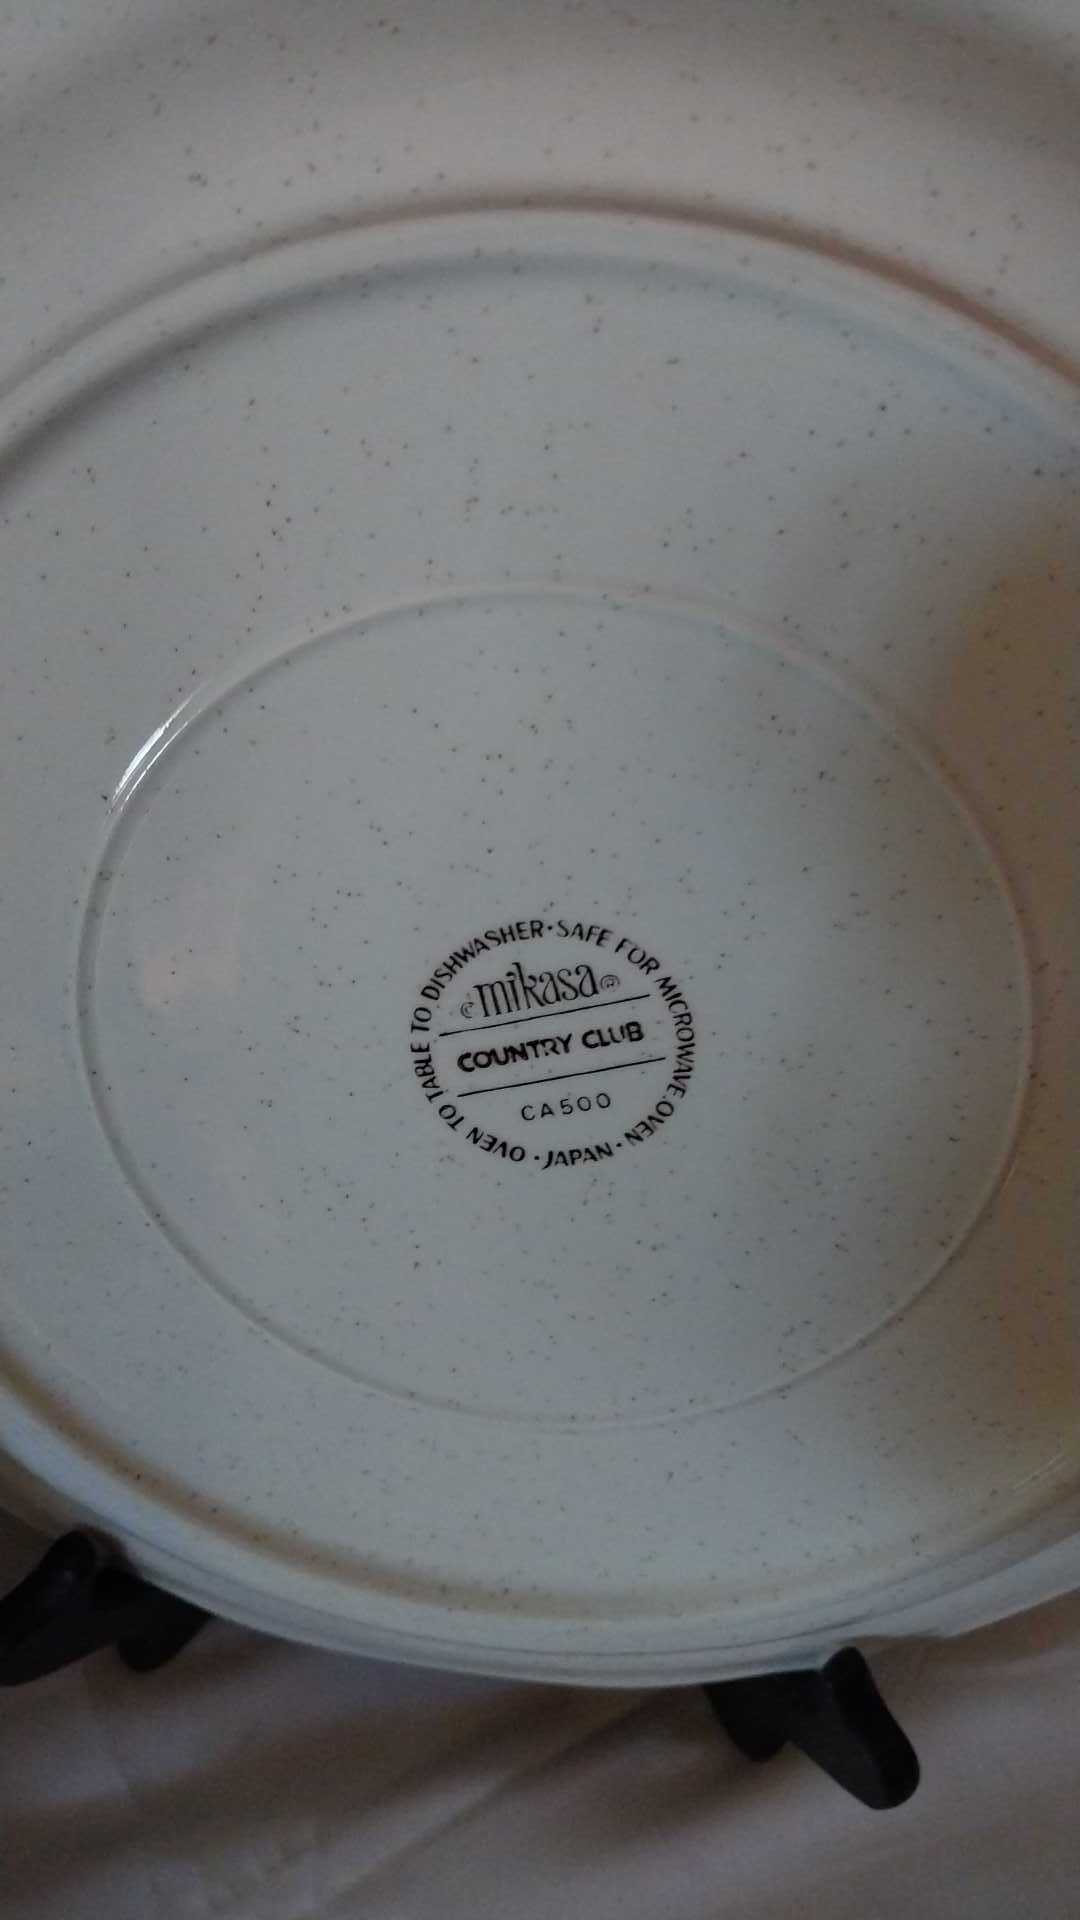 OVEN TO TABLE TO DISHWASHER · SAFE FOR MICROWAVE OVEN · JAPAN ·
© mikasa ®
COUNTRY CLUB
CA500